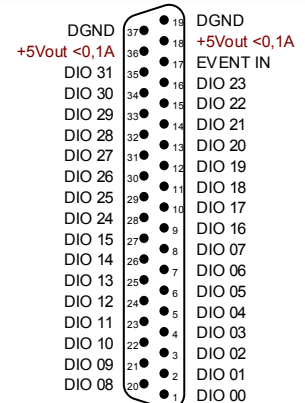 DGND 37 19 DGND
+5Vout <0,1A 36 18 +5Vout <0,1A
DIO 31 35 17 EVENT IN
DIO 30 34 16 DIO 23
DIO 29 33 15 DIO 22
DIO 28 32 14 DIO 21
DIO 27 31 13 DIO 20
DIO 26 30 12 DIO 19
DIO 25 29 11 DIO 18
DIO 24 28 10 DIO 17
DIO 15 27 9 DIO 16
DIO 14 26 8 DIO 07
DIO 13 25 7 DIO 06
DIO 12 24 6 DIO 05
DIO 11 23 5 DIO 04
DIO 10 22 4 DIO 03
DIO 09 21 3 DIO 02
DIO 08 20 2 DIO 01
1 DIO 00